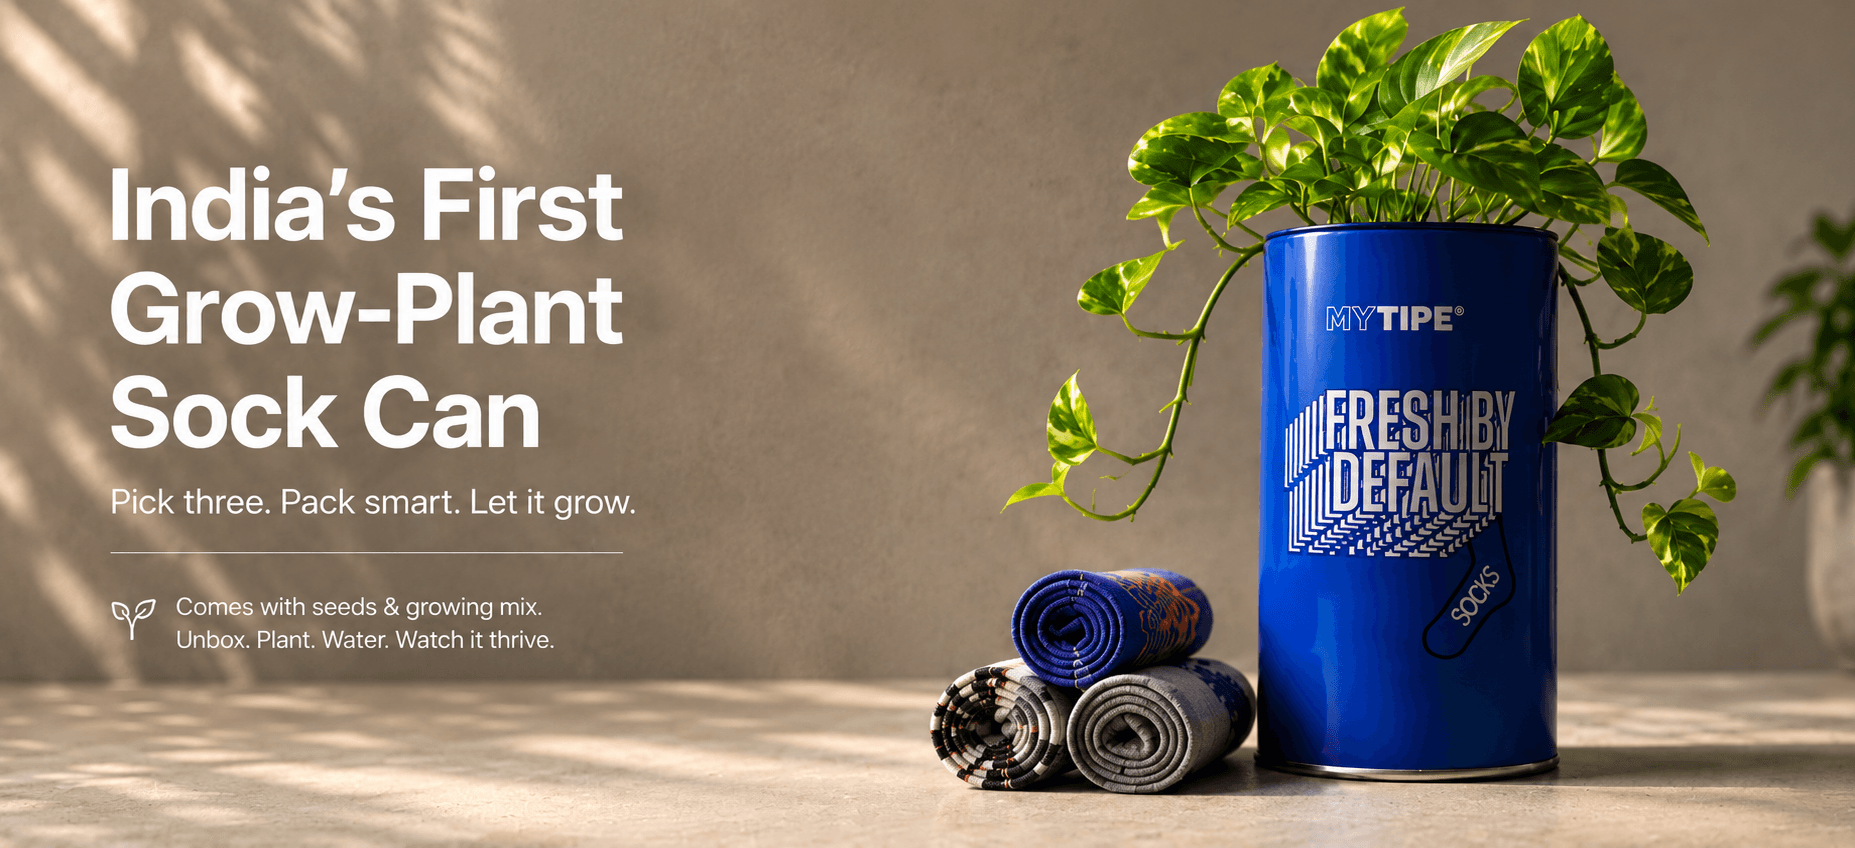 India's First
Grow-Plant
Sock Can
Pick three. Pack smart. Let it grow.
Comes with seeds & growing mix.
Unbox. Plant. Water. Watch it thrive.
MYTIPE®
FRESH BY
DEFAULT
SOCKS